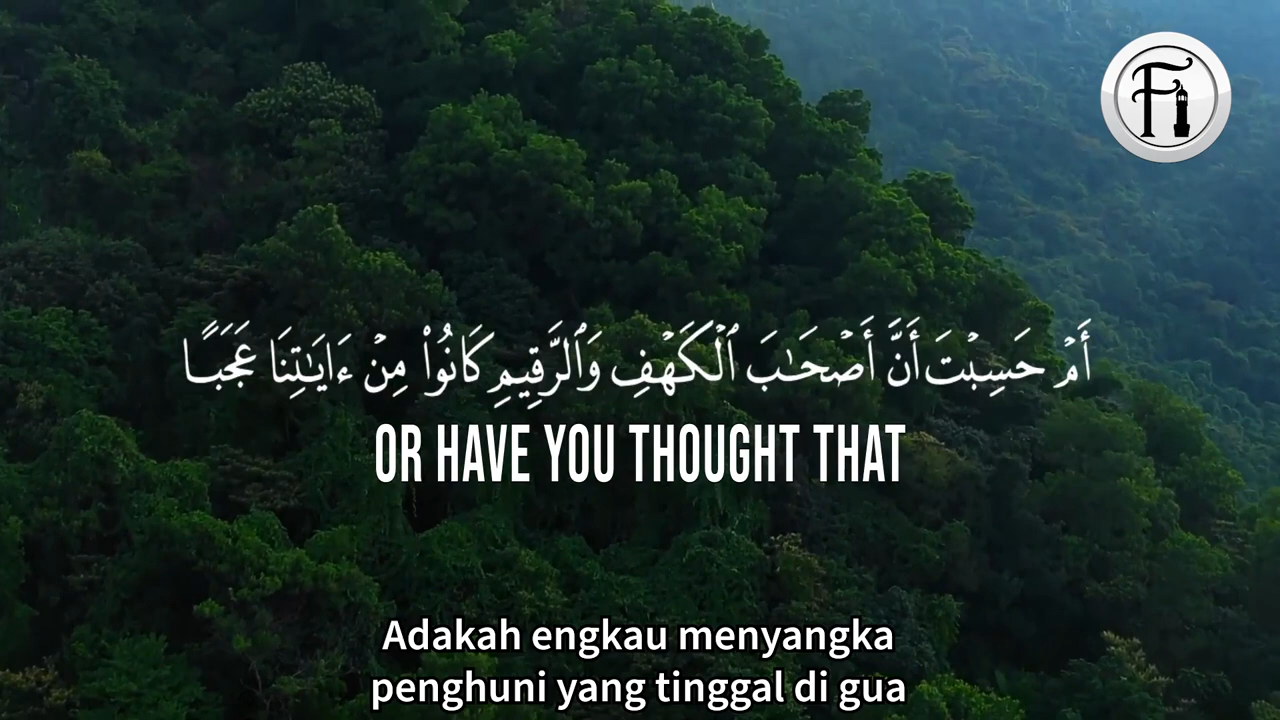 Fi
أَمۡ حَسِبۡتَ أَنَّ أَصۡحَٰبَ ٱلۡكَهۡفِ وَٱلرَّقِيمِ كَانُواْ مِنۡ ءَايَٰتِنَا عَجَبًا
OR HAVE YOU THOUGHT THAT
Adakah engkau menyangka
penghuni yang tinggal di gua